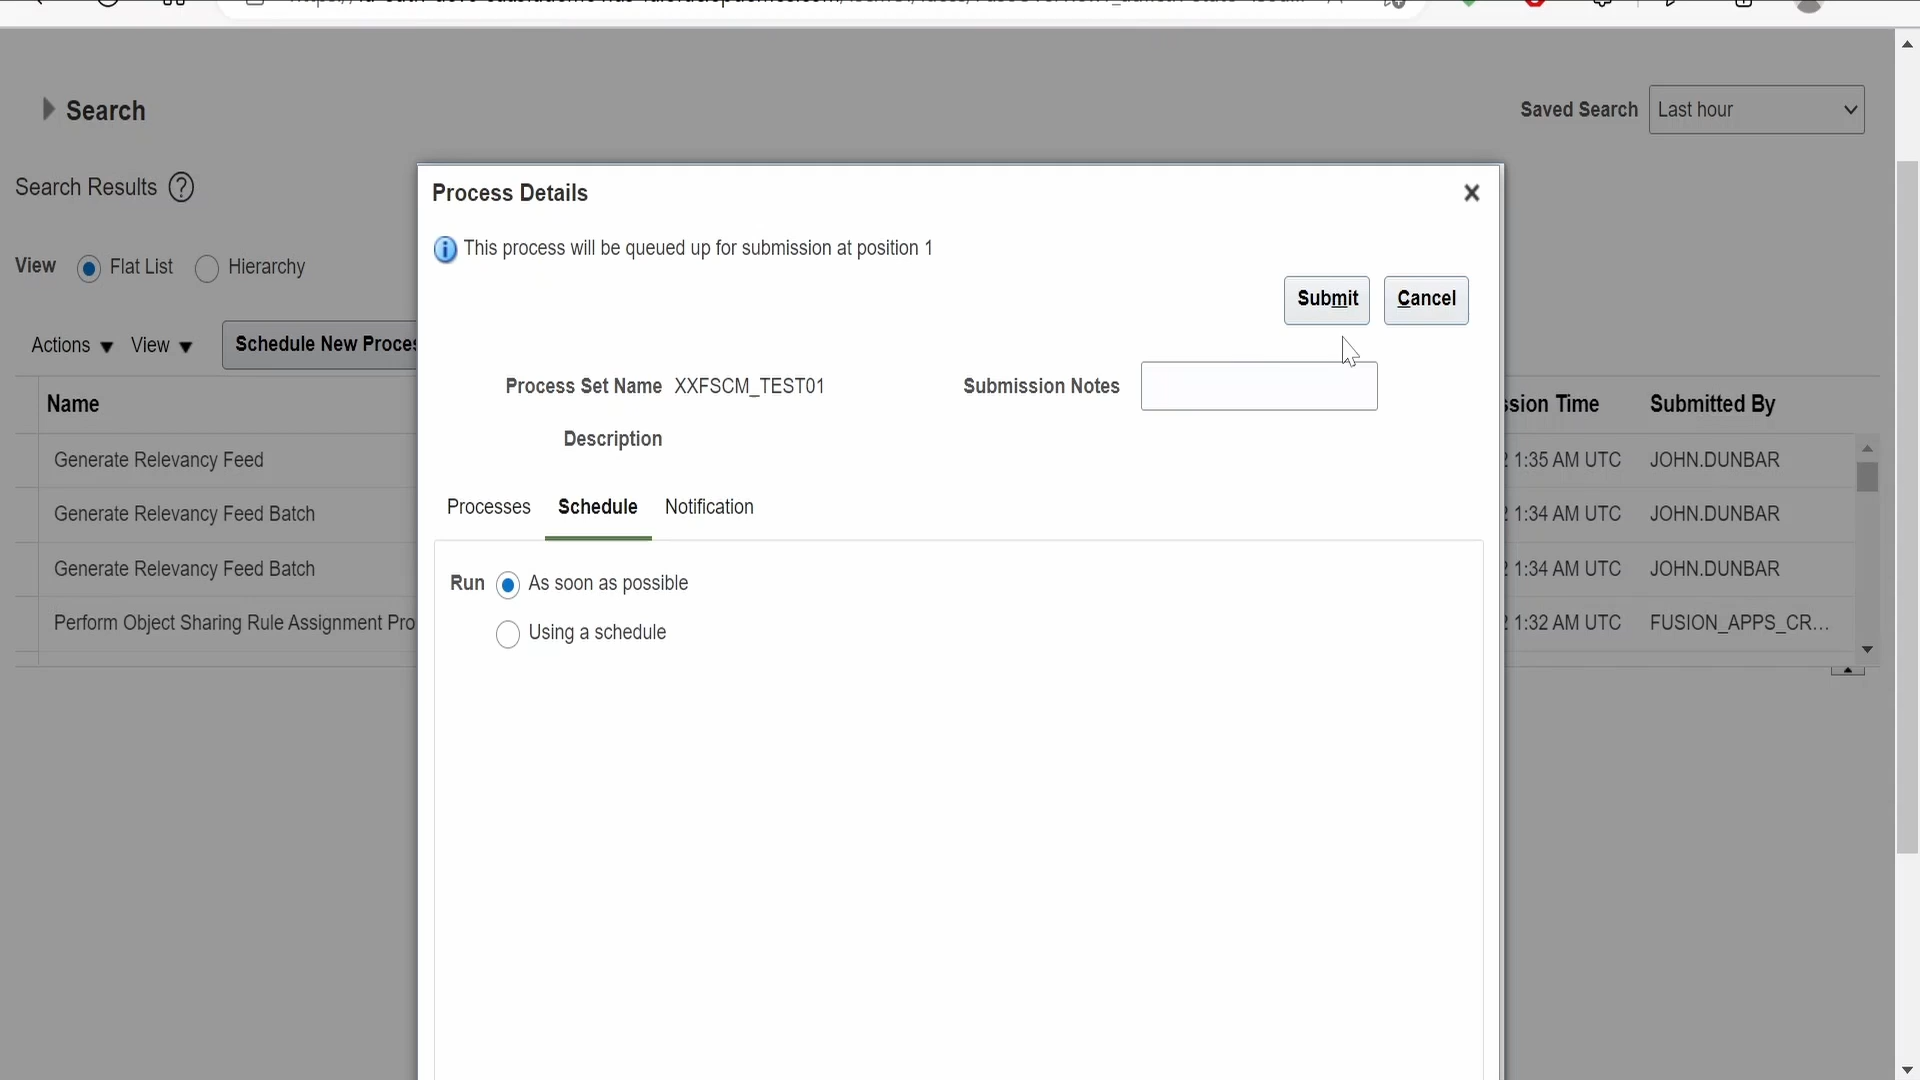 Search
Saved Search Last hour
Search Results ?
View Flat List Hierarchy
Actions View Schedule New Proces
Name
ssion Time Submitted By
Generate Relevancy Feed
1:35 AM UTC JOHN.DUNBAR
Generate Relevancy Feed Batch
1:34 AM UTC JOHN.DUNBAR
Generate Relevancy Feed Batch
1:34 AM UTC JOHN.DUNBAR
Perform Object Sharing Rule Assignment Pro
1:32 AM UTC FUSION_APPS_CR...
Process Details
This process will be queued up for submission at position 1
Submit Cancel
Process Set Name XXFSCM_TEST01 Submission Notes
Description
Processes Schedule Notification
Run As soon as possible
Using a schedule